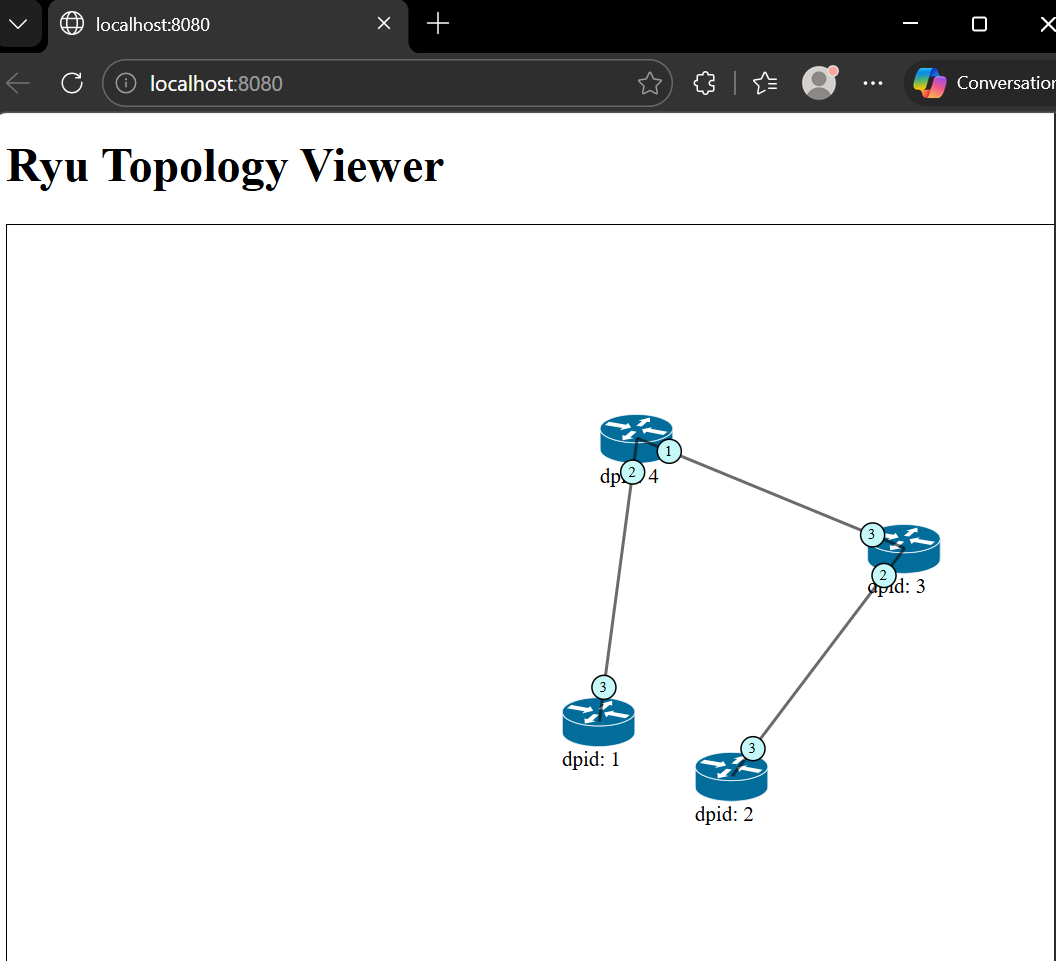 localhost:8080
localhost:8080
Conversation
Ryu Topology Viewer
1
2
4
3
2
dpid: 3
3
dpid: 1
3
dpid: 2